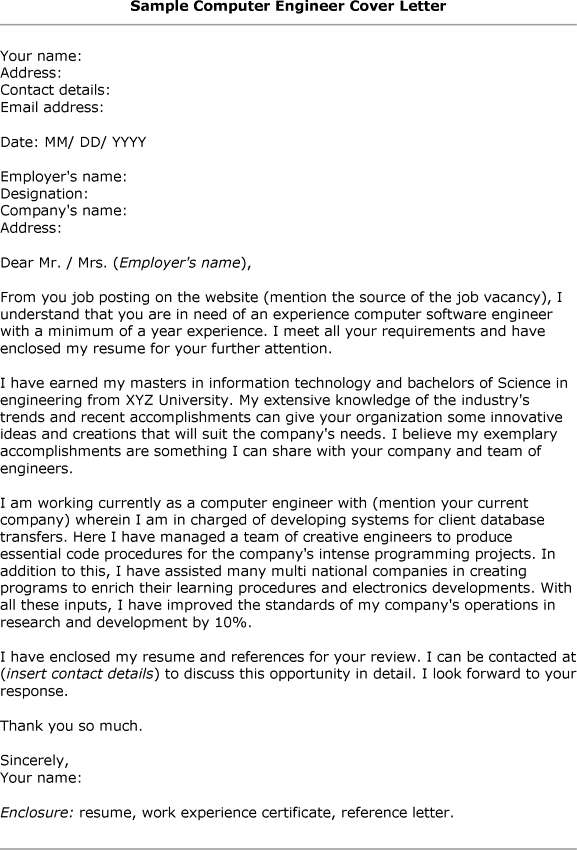 Sample Computer Engineer Cover Letter
Your name:
Address:
Contact details:
Email address:
Date: MM/ DD/ YYYY
Employer's name:
Designation:
Company's name:
Address:
Dear Mr. / Mrs. (Employer's name),
From you job posting on the website (mention the source of the job vacancy), I
understand that you are in need of an experience computer software engineer
with a minimum of a year experience. I meet all your requirements and have
enclosed my resume for your further attention.
I have earned my masters in information technology and bachelors of Science in
engineering from XYZ University. My extensive knowledge of the industry's
trends and recent accomplishments can give your organization some innovative
ideas and creations that will suit the company's needs. I believe my exemplary
accomplishments are something I can share with your company and team of
engineers.
I am working currently as a computer engineer with (mention your current
company) wherein I am in charged of developing systems for client database
transfers. Here I have managed a team of creative engineers to produce
essential code procedures for the company's intense programming projects. In
addition to this, I have assisted many multi national companies in creating
programs to enrich their learning procedures and electronics developments. With
all these inputs, I have improved the standards of my company's operations in
research and development by 10%.
I have enclosed my resume and references for your review. I can be contacted at
(insert contact details) to discuss this opportunity in detail. I look forward to your
response.
Thank you so much.
Sincerely,
Your name:
Enclosure: resume, work experience certificate, reference letter.